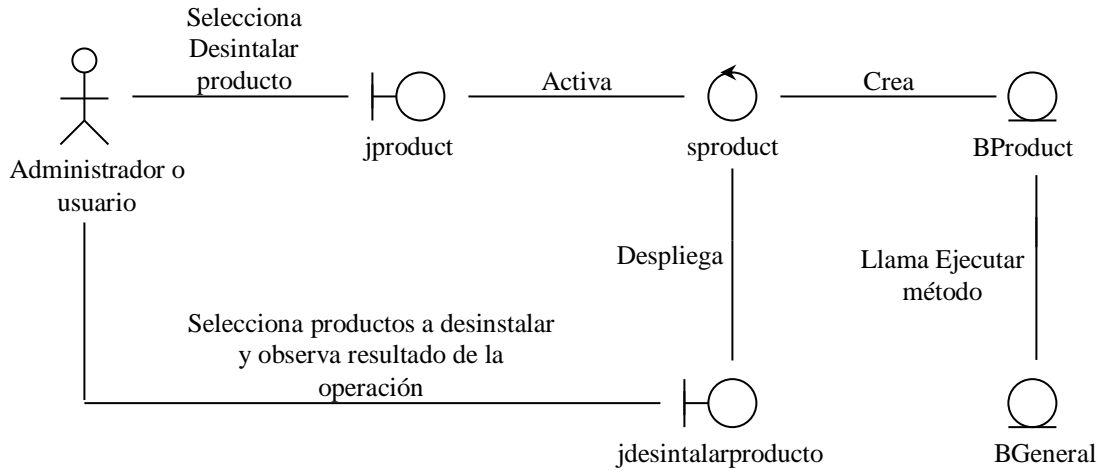 Selecciona
Desintalar
producto
Activa
Crea
jproduct
sproduct
BProduct
Administrador o
usuario
Despliega
Llama Ejecutar
método
Selecciona productos a desinstalar
y observa resultado de la
operación
jdesintalarproducto
BGeneral